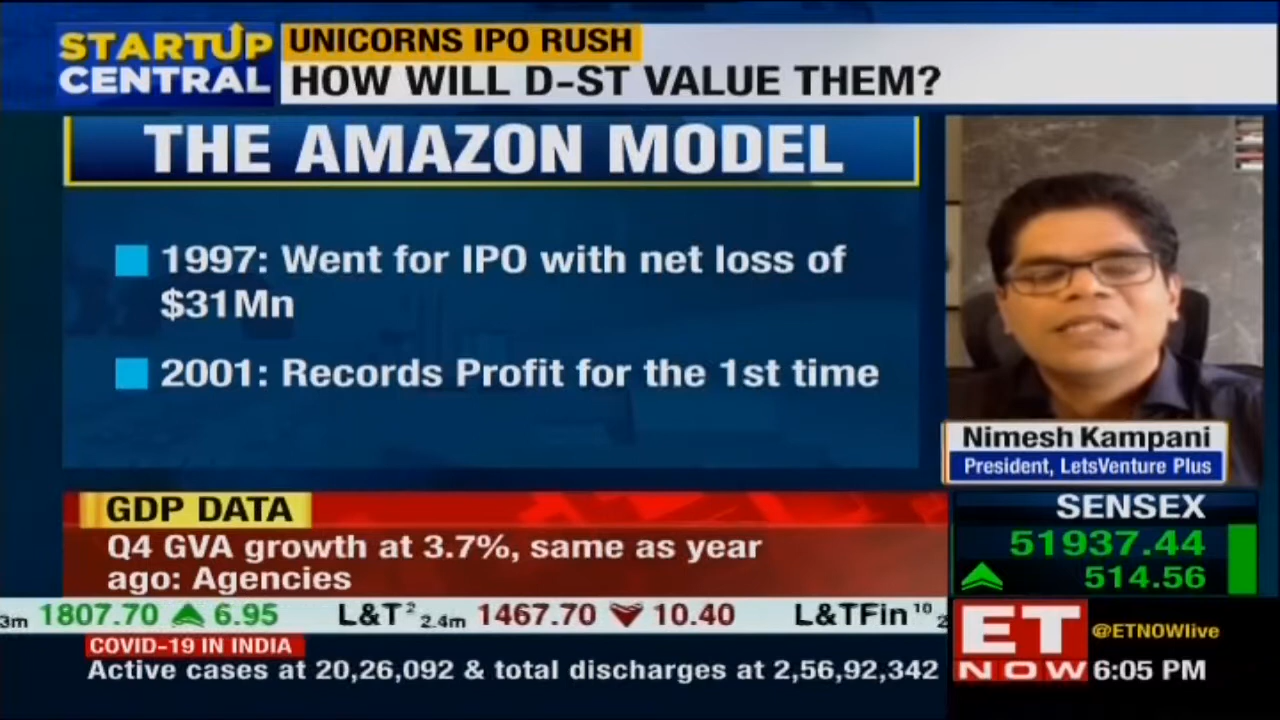 STARTUP
CENTRAL
UNICORNS IPO RUSH
HOW WILL D-ST VALUE THEM?
THE AMAZON MODEL
1997: Went for IPO with net loss of
$31Mn
2001: Records Profit for the 1st time
Nimesh Kampani
President, LetsVenture Plus
GDP DATA
Q4 GVA growth at 3.7%, same as year
ago: Agencies
SENSEX
51937.44
514.56
3m 1807.70 6.95 L&T² 2.4m 1467.70 10.40 L&TFin¹⁰ 2
COVID-19 IN INDIA
Active cases at 20,26,092 & total discharges at 2,56,92,342
ET
NOW
@ETNOWlive
6:05 PM